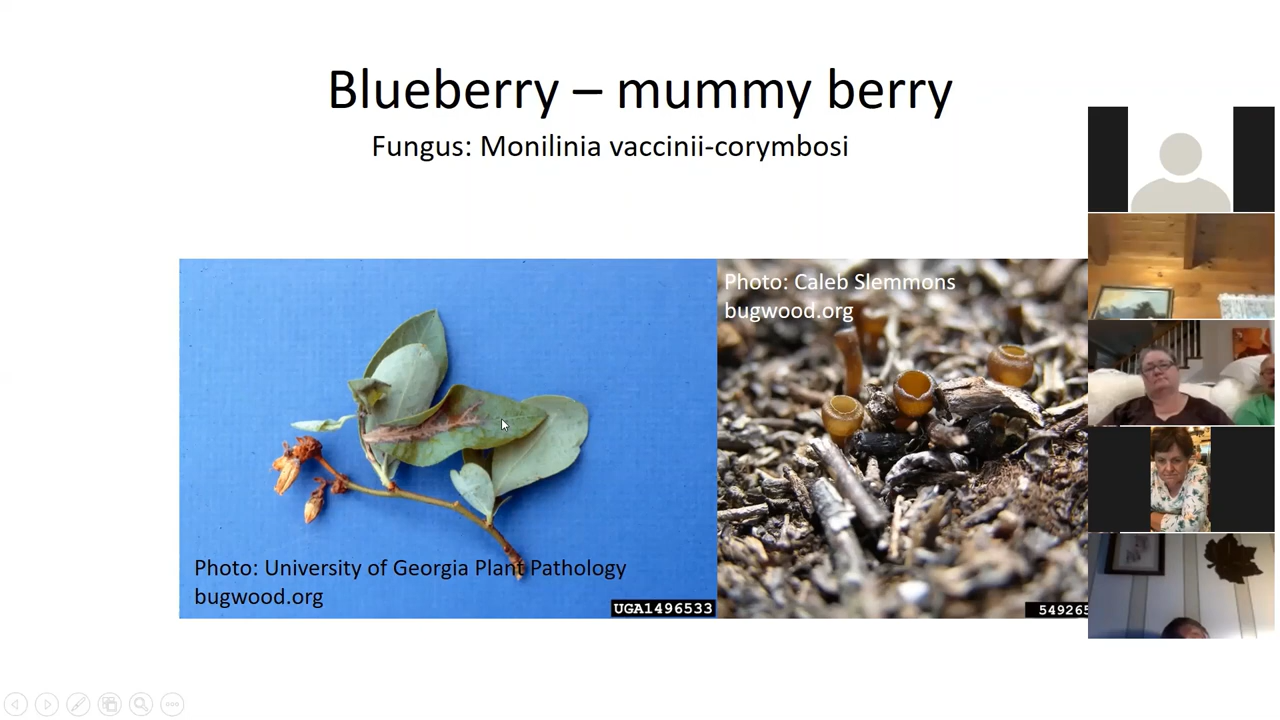 Blueberry – mummy berry
Fungus: Monilinia vaccinii-corymbosi
Photo: Caleb Slemmons
bugwood.org
Photo: University of Georgia Plant Pathology
bugwood.org
UGA1496533
549265